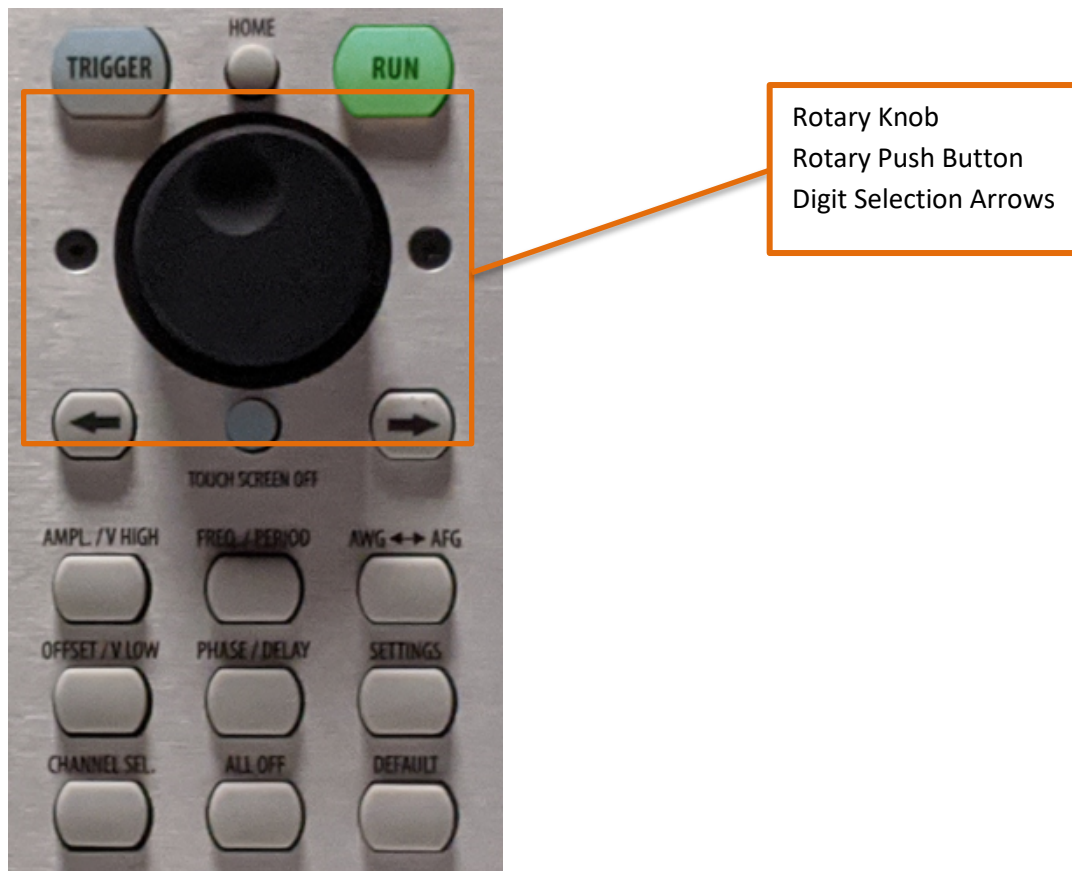 HOME
TRIGGER
RUN
Rotary Knob
Rotary Push Button
Digit Selection Arrows
TOUCH SCREEN OFF
AMPL. / V HIGH
FREQ. / PERIOD
AWG ↔ AFG
OFFSET / V LOW
PHASE / DELAY
SETTINGS
CHANNEL SEL.
ALL OFF
DEFAULT